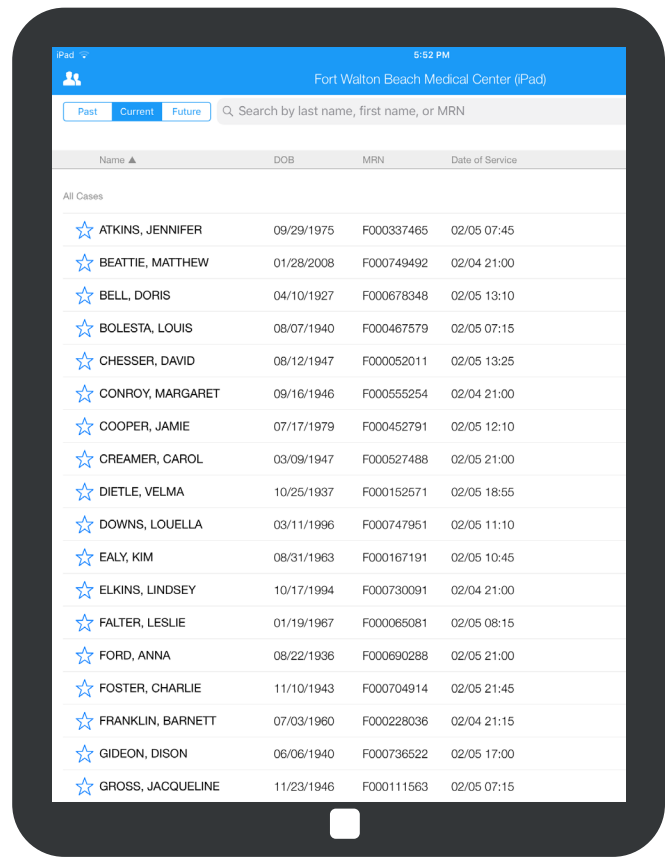 iPad 5:52 PM
Fort Walton Beach Medical Center (iPad)
Past Current Future Search by last name, first name, or MRN
Name ▲ DOB MRN Date of Service
All Cases
ATKINS, JENNIFER 09/29/1975 F000337465 02/05 07:45
BEATTIE, MATTHEW 01/28/2008 F000749492 02/04 21:00
BELL, DORIS 04/10/1927 F000678348 02/05 13:10
BOLESTA, LOUIS 08/07/1940 F000467579 02/05 07:15
CHESSER, DAVID 08/12/1947 F000052011 02/05 13:25
CONROY, MARGARET 09/16/1946 F000555254 02/04 21:00
COOPER, JAMIE 07/17/1979 F000452791 02/05 12:10
CREAMER, CAROL 03/09/1947 F000527488 02/05 21:00
DIETLE, VELMA 10/25/1937 F000152571 02/05 18:55
DOWNS, LOUELLA 03/11/1996 F000747951 02/05 11:10
EALY, KIM 08/31/1963 F000167191 02/05 10:45
ELKINS, LINDSEY 10/17/1994 F000730091 02/04 21:00
FALTER, LESLIE 01/19/1967 F000065081 02/05 08:15
FORD, ANNA 08/22/1936 F000690288 02/05 21:00
FOSTER, CHARLIE 11/10/1943 F000704914 02/05 21:45
FRANKLIN, BARNETT 07/03/1960 F000228036 02/04 21:15
GIDEON, DISON 06/06/1940 F000736522 02/05 17:00
GROSS, JACQUELINE 11/23/1946 F000111563 02/05 07:15